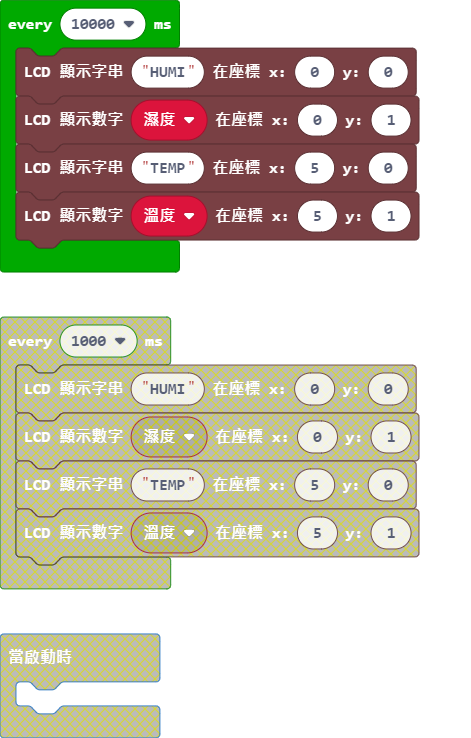 every 10000 ms
LCD 顯示字串 "HUMI" 在座標 x: 0 y: 0
LCD 顯示數字 濕度 在座標 x: 0 y: 1
LCD 顯示字串 "TEMP" 在座標 x: 5 y: 0
LCD 顯示數字 溫度 在座標 x: 5 y: 1
every 1000 ms
LCD 顯示字串 "HUMI" 在座標 x: 0 y: 0
LCD 顯示數字 濕度 在座標 x: 0 y: 1
LCD 顯示字串 "TEMP" 在座標 x: 5 y: 0
LCD 顯示數字 溫度 在座標 x: 5 y: 1
當啟動時